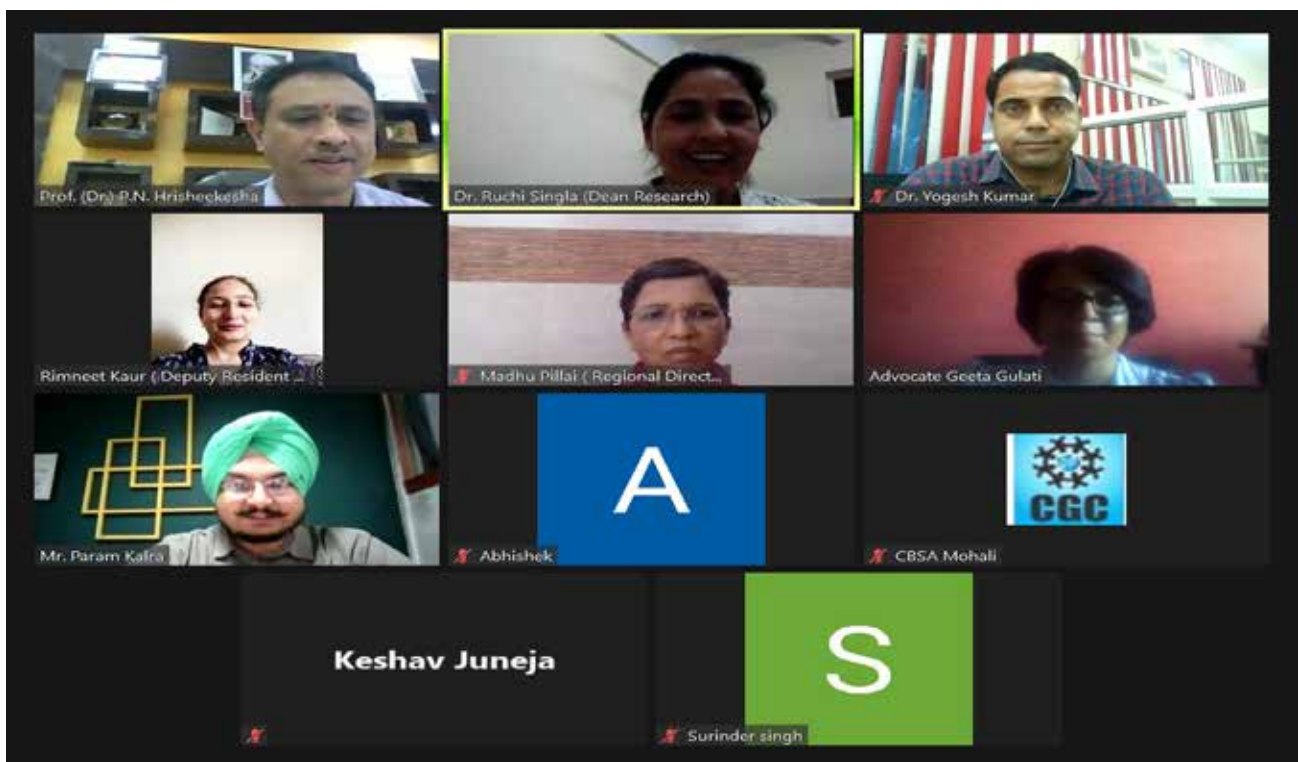 Prof. (Dr.) P.N. Hrisheekesha
Dr. Ruchi Singla (Dean Research)
Dr. Yogesh Kumar
Rimneet Kaur ( Deputy Resident ...
Madhu Pillai ( Regional Direct...
Advocate Geeta Gulati
Mr. Param Kalra
A
Abhishek
CGC
CBSA Mohali
Keshav Juneja
S
Surinder singh